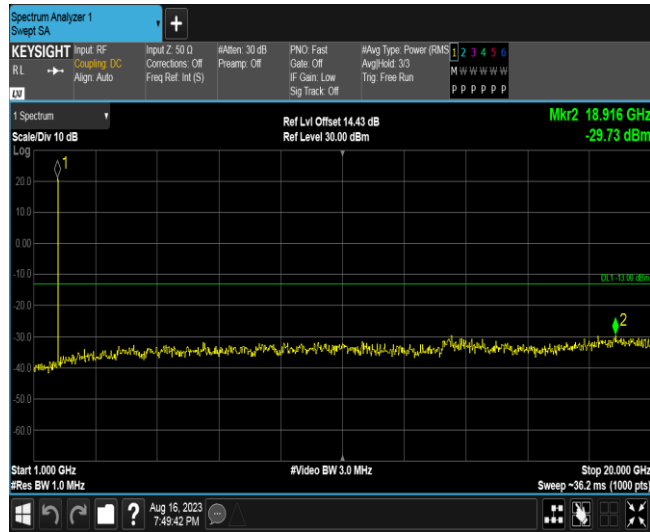 Spectrum Analyzer 1
Swept SA
+
KEYSIGHT
RL
LXI
Input: RF
Coupling: DC
Align: Auto
Input Z: 50 Ω
Corrections: Off
Freq Ref: Int (S)
#Atten: 30 dB
Preamp: Off
PNO: Fast
Gate: Off
IF Gain: Low
Sig Track: Off
#Avg Type: Power (RMS
Avg|Hold: 3/3
Trig: Free Run
1 2 3 4 5 6
M W W W W W
P P P P P P
1 Spectrum
Scale/Div 10 dB
Ref Lvl Offset 14.43 dB
Ref Level 30.00 dBm
Mkr2 18.916 GHz
-29.73 dBm
Log
1
20.0
10.0
0.00
-10.0
DL1 -13.00 dBm
-20.0
2
-30.0
-40.0
-50.0
-60.0
Start 1.000 GHz
#Video BW 3.0 MHz
Stop 20.000 GHz
#Res BW 1.0 MHz
Sweep ~36.2 ms (1000 pts)
?
Aug 16, 2023
7:49:42 PM